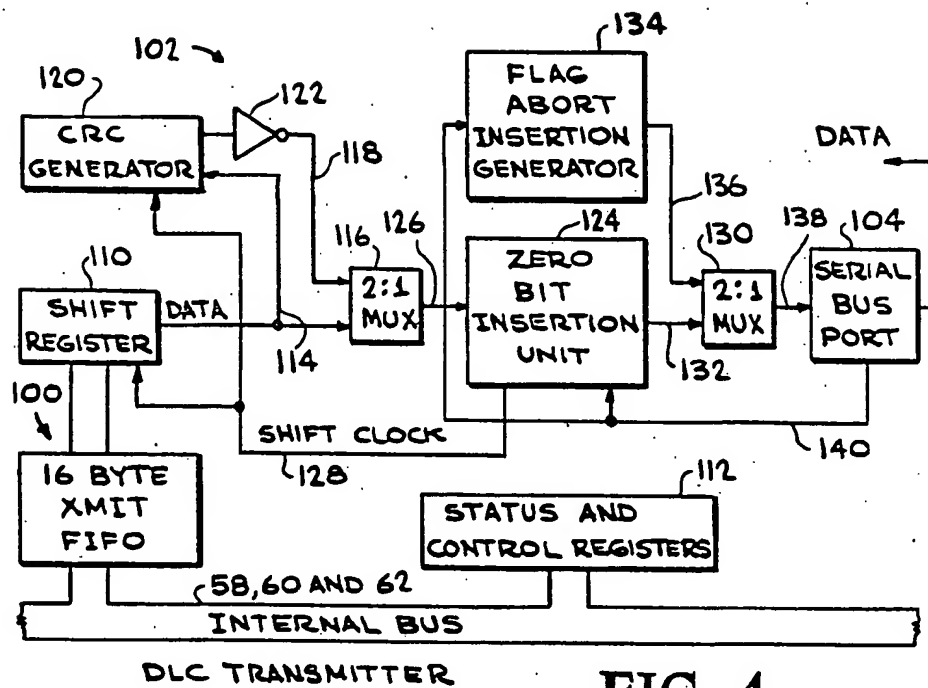 102
134
120
122
FLAG
ABORT
INSERTION
GENERATOR
CRC
GENERATOR
118
DATA
136
124
104
116
126
130
138
110
ZERO
BIT
INSERTION
UNIT
2:1
MUX
2:1
MUX
SERIAL
BUS
PORT
SHIFT
REGISTER
DATA
114
132
100
SHIFT CLOCK
128
140
112
16 BYTE
XMIT
FIFO
STATUS AND
CONTROL REGISTERS
58, 60 AND 62
INTERNAL BUS
DLC TRANSMITTER